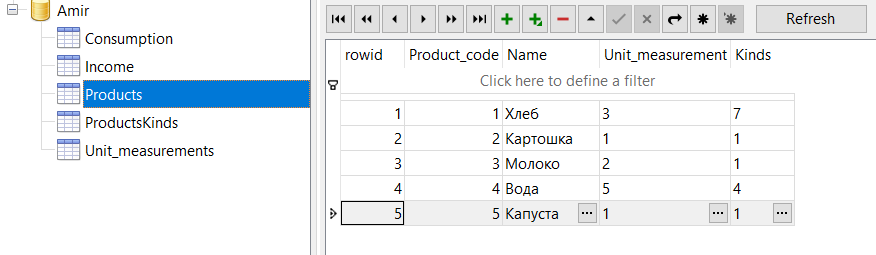 Amir
Consumption
Income
Products
ProductsKinds
Unit_measurements
Refresh
rowid Product_code Name Unit_measurement Kinds
Click here to define a filter
1 1 Хлеб 3 7
2 2 Картошка 1 1
3 3 Молоко 2 1
4 4 Вода 5 4
5 5 Капуста ... 1 ... 1 ...